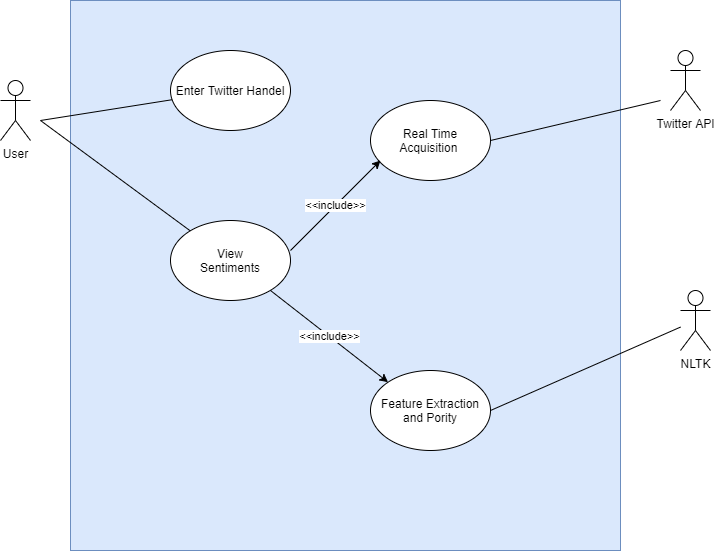 Enter Twitter Handel
User
Real Time
Acquisition
Twitter API
<<include>>
View
Sentiments
<<include>>
NLTK
Feature Extraction
and Pority